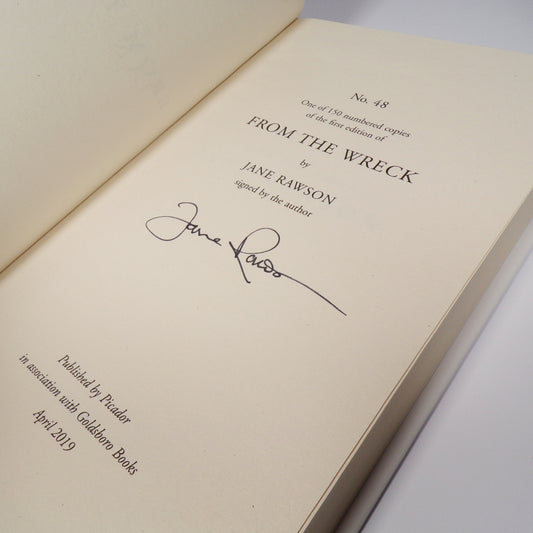 No. 48
One of 150 numbered copies
of the first edition of
FROM THE WRECK
by
JANE RAWSON
signed by the author
Jane Rawson
Published by Picador
in association with Goldsboro Books
April 2019